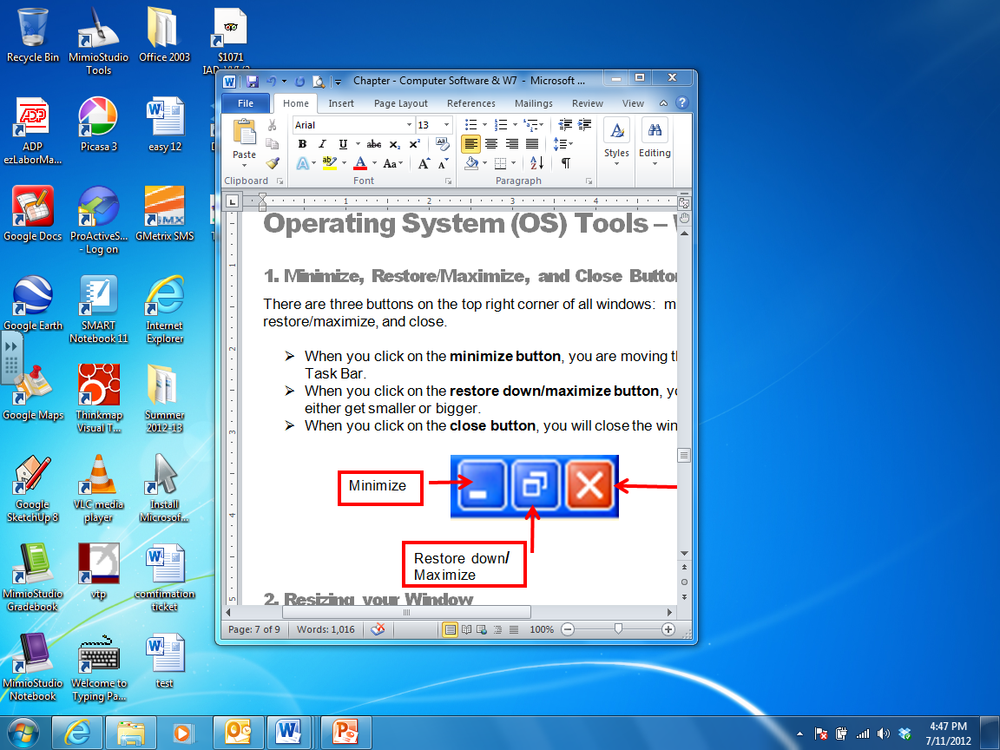 Recycle Bin
MimioStudio
Tools
Office 2003
$1071
ADP
ezLaborMa...
Picasa 3
easy 12
Google Docs
ProActiveS...
- Log on
GMetrix SMS
Google Earth
SMART
Notebook 11
Internet
Explorer
Google Maps
Thinkmap
Visual T...
Summer
2012-13
Google
SketchUp 8
VLC media
player
Install
Microsof...
MimioStudio
Gradebook
vtp
comfirmation
ticket
MimioStudio
Notebook
Welcome to
Typing Pa...
test
Chapter - Computer Software & W7 - Microsoft ...
File Home Insert Page Layout References Mailings Review View
Paste
Arial 13
Styles
Editing
Clipboard Font Paragraph
1 2 3 4
Operating System (OS) Tools –
1. Minimize, Restore/Maximize, and Close Butto
There are three buttons on the top right corner of all windows: m
restore/maximize, and close.
➢ When you click on the minimize button, you are moving t
Task Bar.
➢ When you click on the restore down/maximize button, y
either get smaller or bigger.
➢ When you click on the close button, you will close the win
Minimize
Restore down/
Maximize
2. Resizing your Window
Page: 7 of 9 Words: 1,016 100%
4:47 PM
7/11/2012